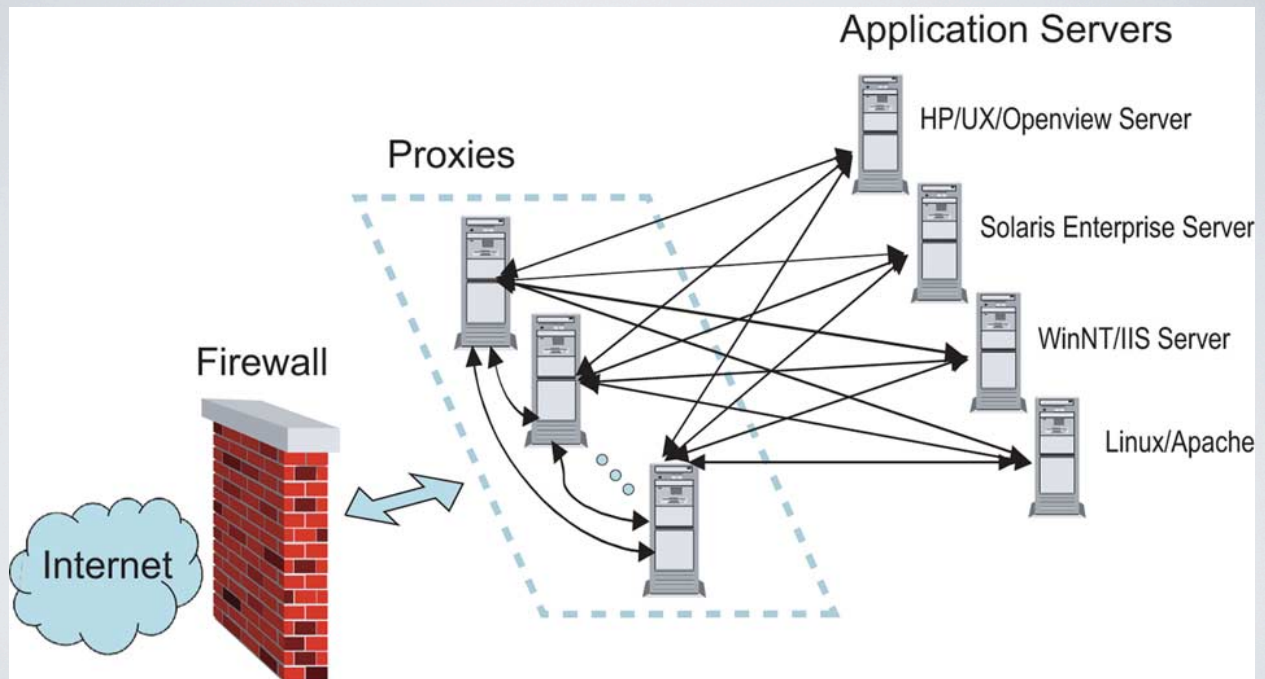 Application Servers
HP/UX/Openview Server
Proxies
Solaris Enterprise Server
WinNT/IIS Server
Firewall
Linux/Apache
Internet